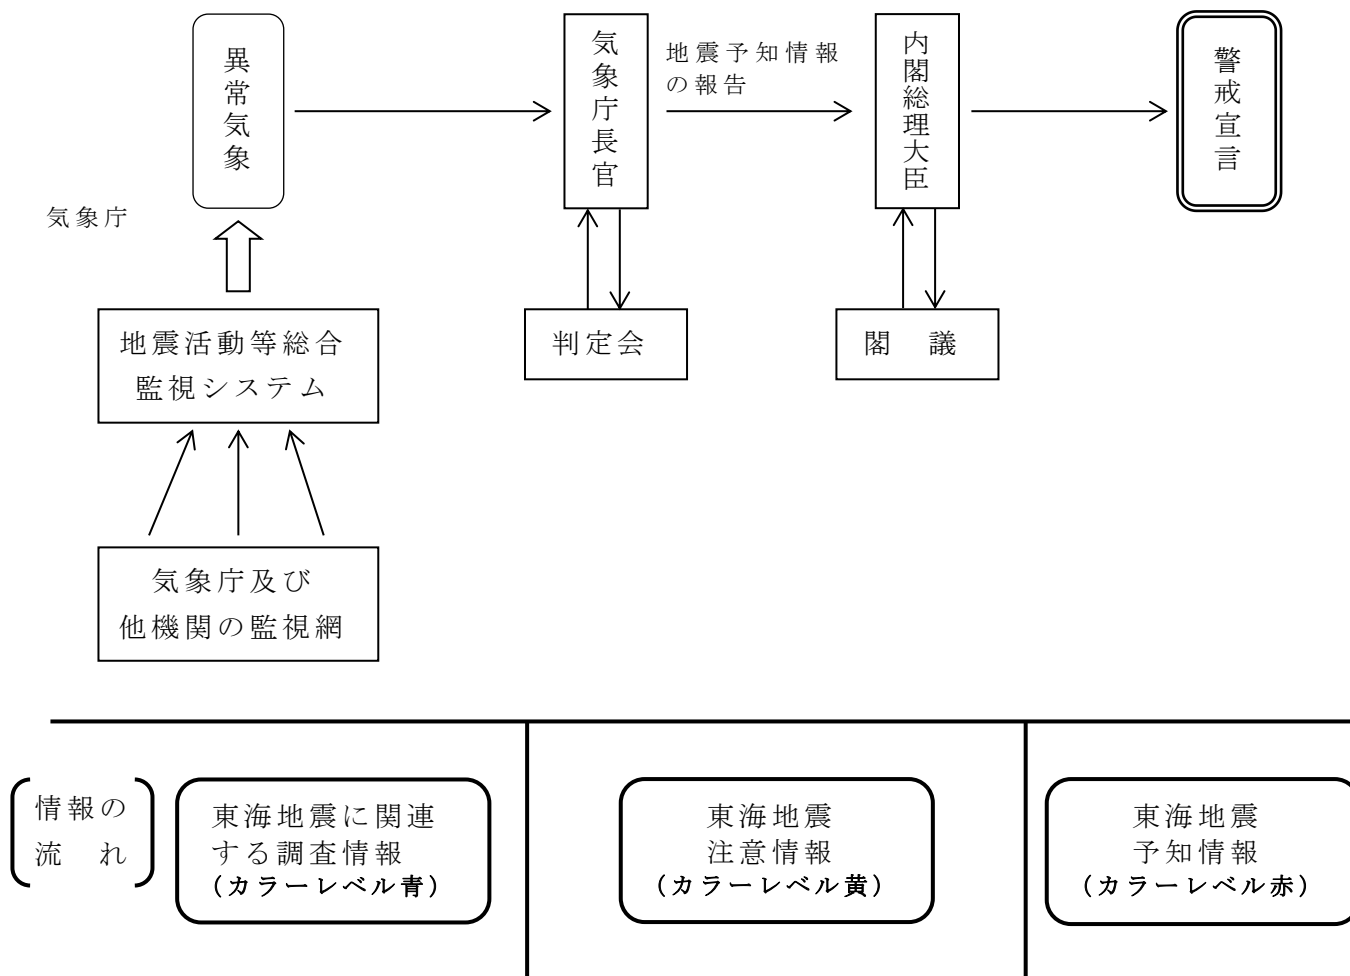 異常気象
気象庁長官
地震予知情報
の報告
内閣総理大臣
警戒宣言
気象庁
地震活動等総合
監視システム
判定会
閣　議
気象庁及び
他機関の監視網
情報の
流　れ
東海地震に関連
する調査情報
(カラーレベル青)
東海地震
注意情報
(カラーレベル黄)
東海地震
予知情報
(カラーレベル赤)